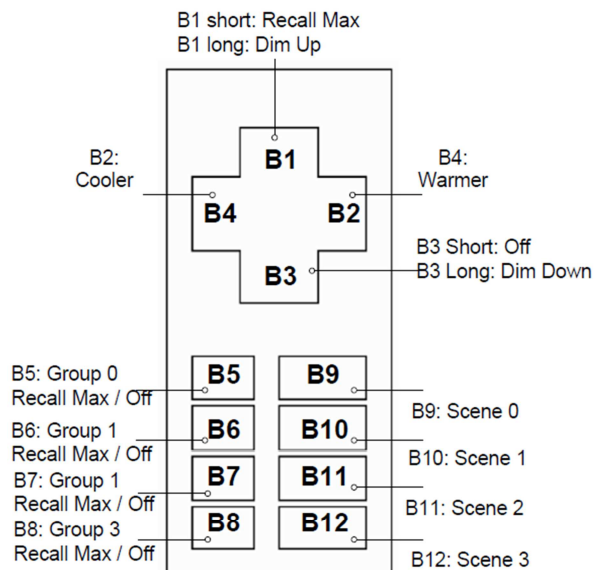 B1 short: Recall Max
B1 long: Dim Up
B1
B2:
Cooler
B4:
Warmer
B4
B2
B3 Short: Off
B3 Long: Dim Down
B3
B5: Group 0
Recall Max / Off
B5
B9
B9: Scene 0
B6: Group 1
Recall Max / Off
B6
B10
B10: Scene 1
B7: Group 1
Recall Max / Off
B7
B11
B11: Scene 2
B8: Group 3
Recall Max / Off
B8
B12
B12: Scene 3